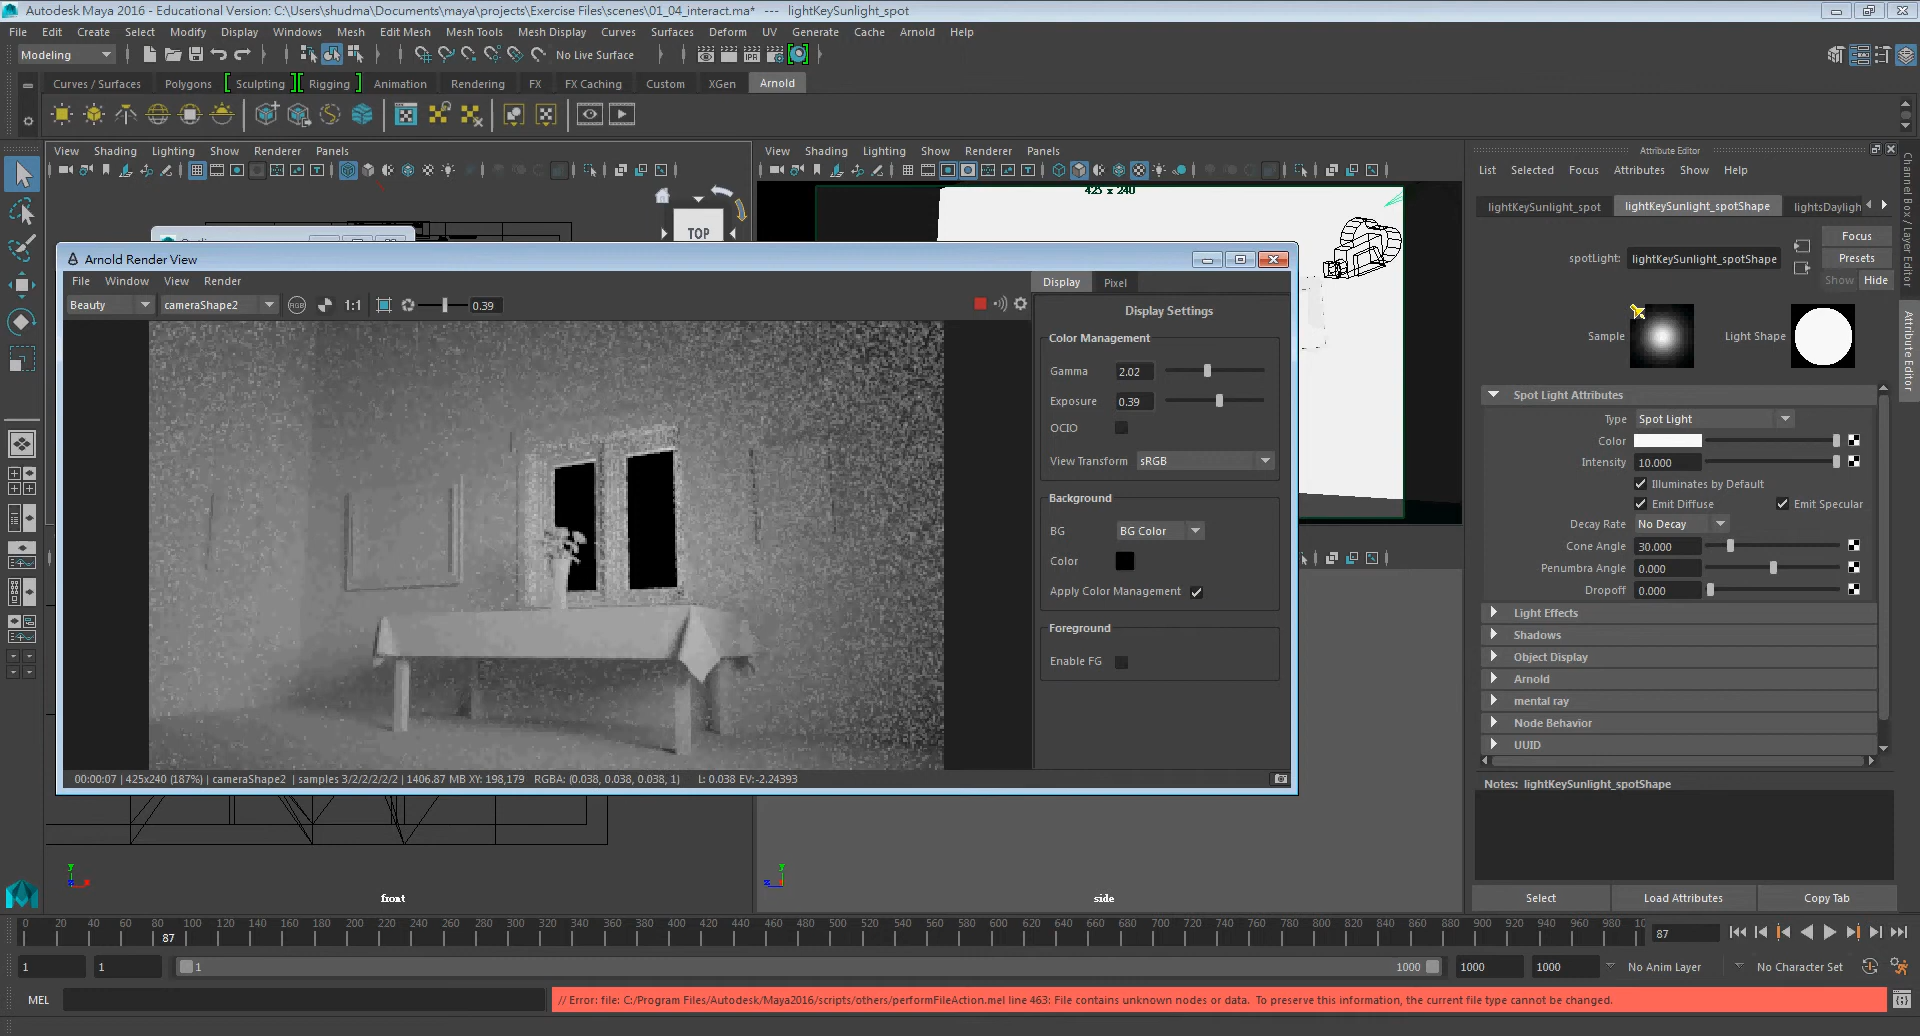 Autodesk Maya 2016 - Educational Version: C:\Users\shudma\Documents\maya\projects\Exercise Files\scenes\01_04_interact.ma* --- lightKeySunlight_spot
File Edit Create Select Modify Display Windows Mesh Edit Mesh Mesh Tools Mesh Display Curves Surfaces Deform UV Generate Cache Arnold Help
Modeling No Live Surface IPR
Curves / Surfaces Polygons Sculpting Rigging Animation Rendering FX FX Caching Custom XGen Arnold
View Shading Lighting Show Renderer Panels
View Shading Lighting Show Renderer Panels
425 x 240
TOP
Arnold Render View
File Window View Render
Beauty cameraShape2 RGB 1:1 0.39
Display Pixel
Display Settings
Color Management
Gamma 2.02
Exposure 0.39
OCIO
View Transform sRGB
Background
BG BG Color
Color
Apply Color Management
Foreground
Enable FG
00:00:07 | 425x240 (187%) | cameraShape2 | samples 3/2/2/2/2/2 | 1406.87 MB XY: 198,179 RGBA: (0.038, 0.038, 0.038, 1) L: 0.038 EV:-2.24393
Attribute Editor
List Selected Focus Attributes Show Help
lightKeySunlight_spot lightKeySunlight_spotShape lightsDayligh
Focus
spotLight: lightKeySunlight_spotShape Presets
Show Hide
Sample Light Shape
Spot Light Attributes
Type Spot Light
Color
Intensity 10.000
Illuminates by Default
Emit Diffuse Emit Specular
Decay Rate No Decay
Cone Angle 30.000
Penumbra Angle 0.000
Dropoff 0.000
Light Effects
Shadows
Object Display
Arnold
mental ray
Node Behavior
UUID
Notes: lightKeySunlight_spotShape
Select Load Attributes Copy Tab
Channel Box / Layer Editor
Attribute Editor
y x front
y z side
0 20 40 60 80 100 120 140 160 180 200 220 240 260 280 300 320 340 360 380 400 420 440 460 480 500 520 540 560 580 600 620 640 660 680 700 720 740 760 780 800 820 840 860 880 900 920 940 960 980
87 87
1 1 1 1000 1000 1000 No Anim Layer No Character Set
MEL // Error: file: C:/Program Files/Autodesk/Maya2016/scripts/others/performFileAction.mel line 463: File contains unknown nodes or data. To preserve this information, the current file type cannot be changed.